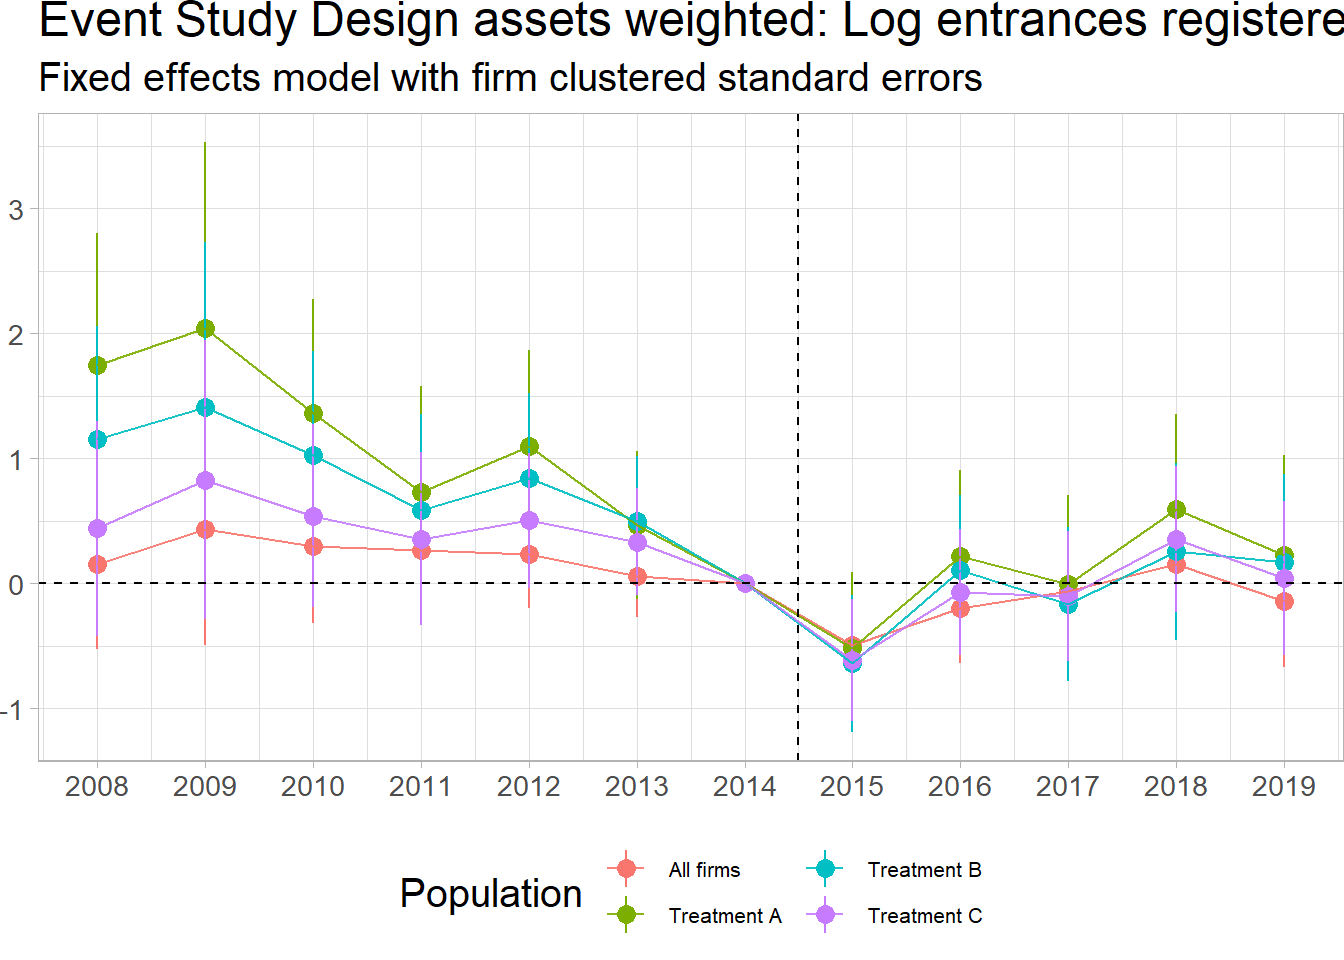 Event Study Design assets weighted: Log entrances registere
Fixed effects model with firm clustered standard errors
3
2
1
0
-1
2008 2009 2010 2011 2012 2013 2014 2015 2016 2017 2018 2019
Population
All firms
Treatment A
Treatment B
Treatment C